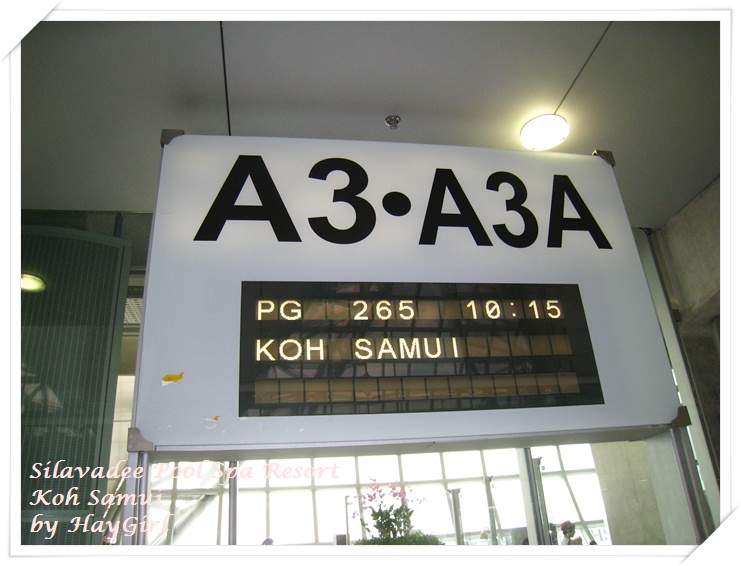 A3•A3A
PG 265 10:15
KOH SAMUI
Silavadee Pool Spa Resort
Koh Samui
by HayGirl